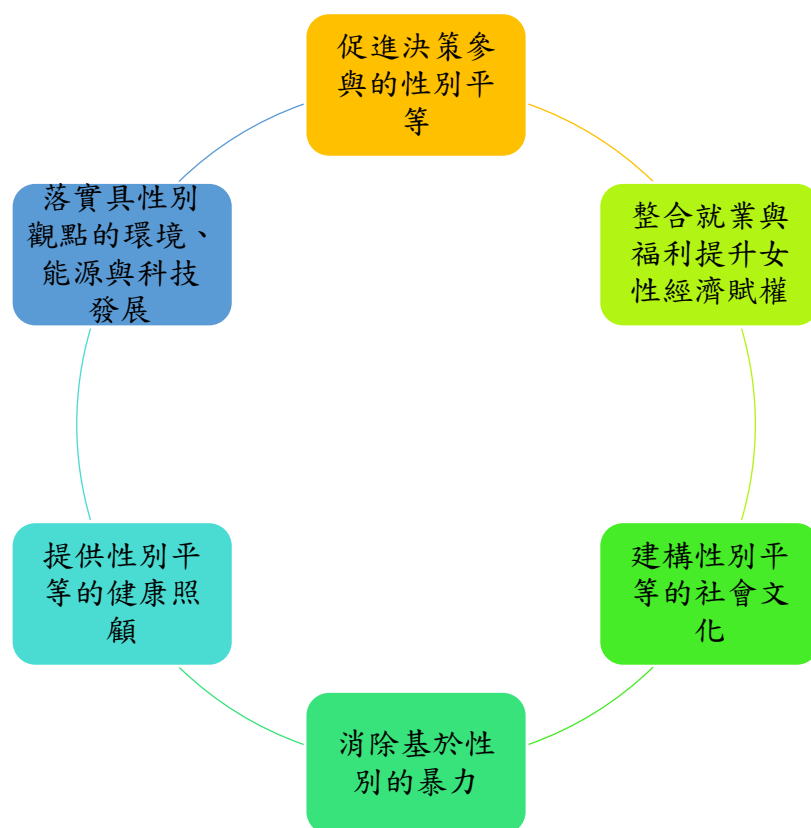 促進決策參
與的性別平
等
整合就業與
福利提升女
性經濟賦權
建構性別平
等的社會文
化
消除基於性
別的暴力
提供性別平
等的健康照
顧
落實具性別
觀點的環境、
能源與科技
發展